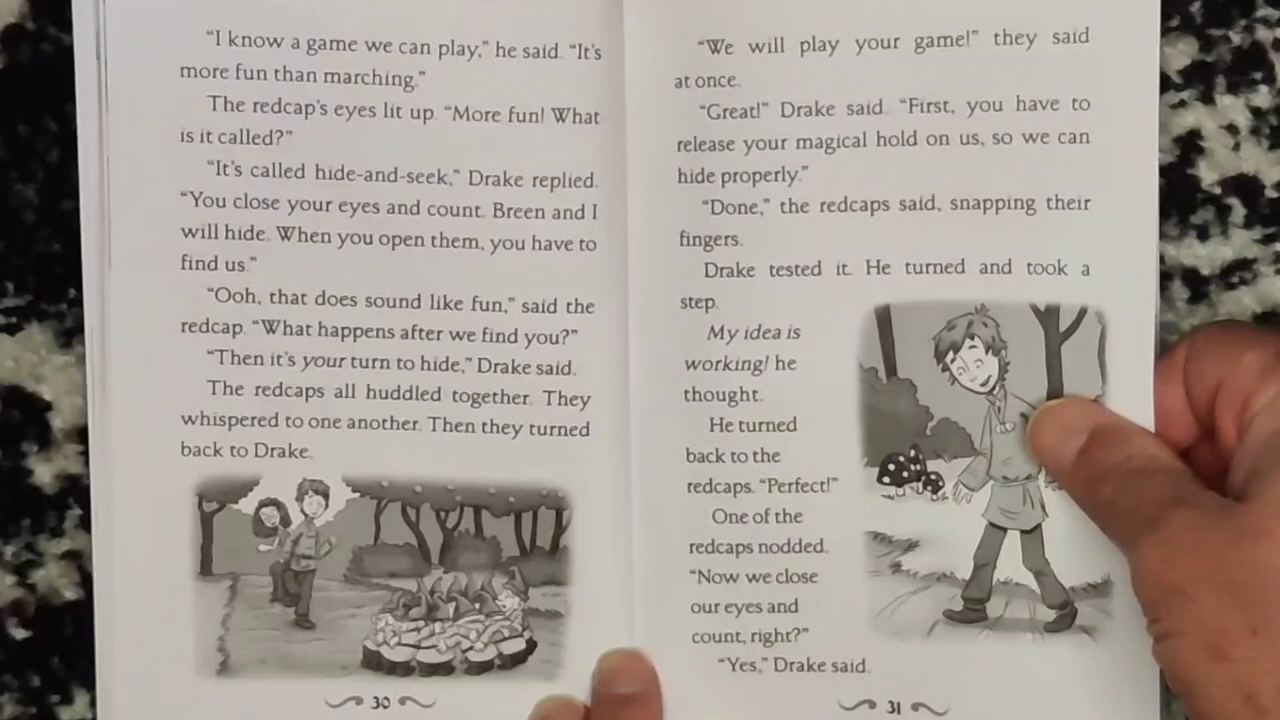 “I know a game we can play,” he said. “It’s
more fun than marching.”
The redcap’s eyes lit up. “More fun! What
is it called?”
“It’s called hide-and-seek,” Drake replied.
“You close your eyes and count. Breen and I
will hide. When you open them, you have to
find us.”
“Ooh, that does sound like fun,” said the
redcap. “What happens after we find you?”
“Then it’s your turn to hide,” Drake said.
The redcaps all huddled together. They
whispered to one another. Then they turned
back to Drake.
30
“We will play your game!” they said
at once.
“Great!” Drake said. “First, you have to
release your magical hold on us, so we can
hide properly.”
“Done,” the redcaps said, snapping their
fingers.
Drake tested it. He turned and took a
step.
My idea is
working! he
thought.
He turned
back to the
redcaps. “Perfect!”
One of the
redcaps nodded.
“Now we close
our eyes and
count, right?”
“Yes,” Drake said.
31